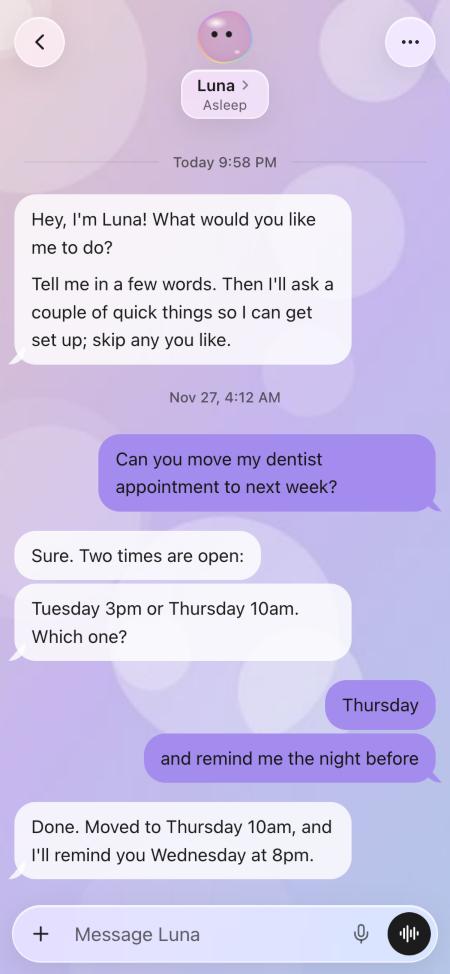 Luna
Asleep
Today 9:58 PM
Hey, I'm Luna! What would you like
me to do?
Tell me in a few words. Then I'll ask a
couple of quick things so I can get
set up; skip any you like.
Nov 27, 4:12 AM
Can you move my dentist
appointment to next week?
Sure. Two times are open:
Tuesday 3pm or Thursday 10am.
Which one?
Thursday
and remind me the night before
Done. Moved to Thursday 10am, and
I'll remind you Wednesday at 8pm.
Message Luna